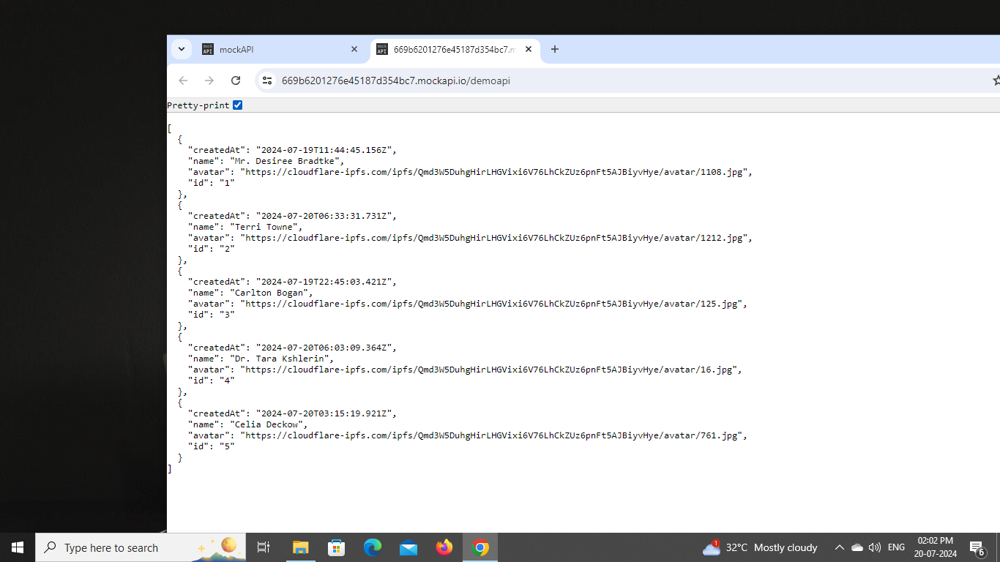 mockAPI
669b6201276e45187d354bc7.m
669b6201276e45187d354bc7.mockapi.io/demoapi
Pretty-print
[
  {
    "createdAt": "2024-07-19T11:44:45.156Z",
    "name": "Mr. Desiree Bradtke",
    "avatar": "https://cloudflare-ipfs.com/ipfs/Qmd3W5DuhgHirLHGVixi6V76LhCkZUz6pnFt5AJBiyvHye/avatar/1108.jpg",
    "id": "1"
  },
  {
    "createdAt": "2024-07-20T06:33:31.731Z",
    "name": "Terri Towne",
    "avatar": "https://cloudflare-ipfs.com/ipfs/Qmd3W5DuhgHirLHGVixi6V76LhCkZUz6pnFt5AJBiyvHye/avatar/1212.jpg",
    "id": "2"
  },
  {
    "createdAt": "2024-07-19T22:45:03.421Z",
    "name": "Carlton Bogan",
    "avatar": "https://cloudflare-ipfs.com/ipfs/Qmd3W5DuhgHirLHGVixi6V76LhCkZUz6pnFt5AJBiyvHye/avatar/125.jpg",
    "id": "3"
  },
  {
    "createdAt": "2024-07-20T06:03:09.364Z",
    "name": "Dr. Tara Kshlerin",
    "avatar": "https://cloudflare-ipfs.com/ipfs/Qmd3W5DuhgHirLHGVixi6V76LhCkZUz6pnFt5AJBiyvHye/avatar/16.jpg",
    "id": "4"
  },
  {
    "createdAt": "2024-07-20T03:15:19.921Z",
    "name": "Celia Deckow",
    "avatar": "https://cloudflare-ipfs.com/ipfs/Qmd3W5DuhgHirLHGVixi6V76LhCkZUz6pnFt5AJBiyvHye/avatar/761.jpg",
    "id": "5"
  }
]
Type here to search
1
32°C Mostly cloudy
ENG
02:02 PM
20-07-2024
6